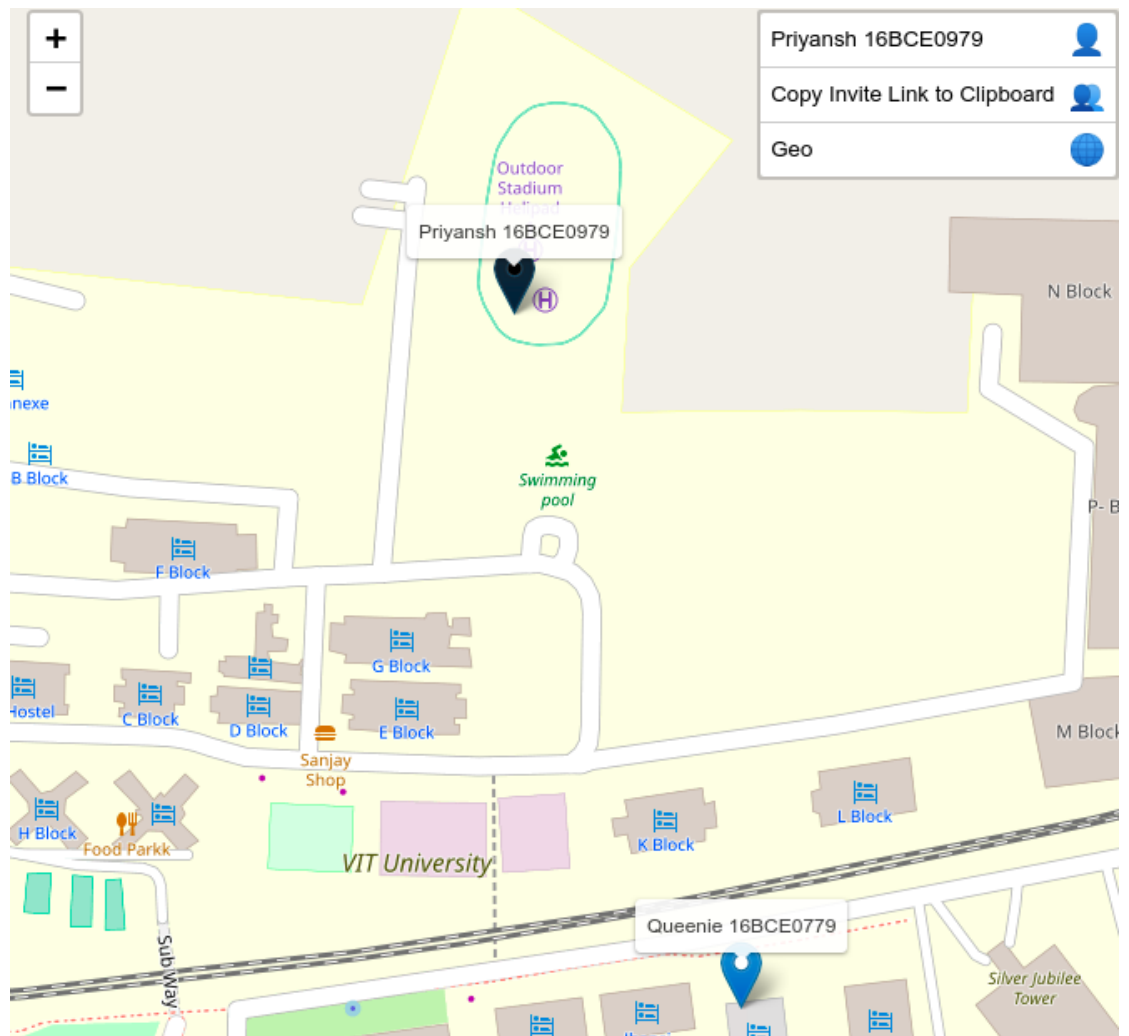 +
−
Priyansh 16BCE0979
Copy Invite Link to Clipboard
Geo
Outdoor
Stadium
Helipad
Priyansh 16BCE0979
H
H
N Block
nexe
B Block
Swimming
pool
P- B
F Block
G Block
Hostel
C Block
D Block
E Block
M Block
Sanjay
Shop
H Block
Food Parkk
L Block
K Block
VIT University
Queenie 16BCE0779
Sub Way
Silver Jubilee
Tower